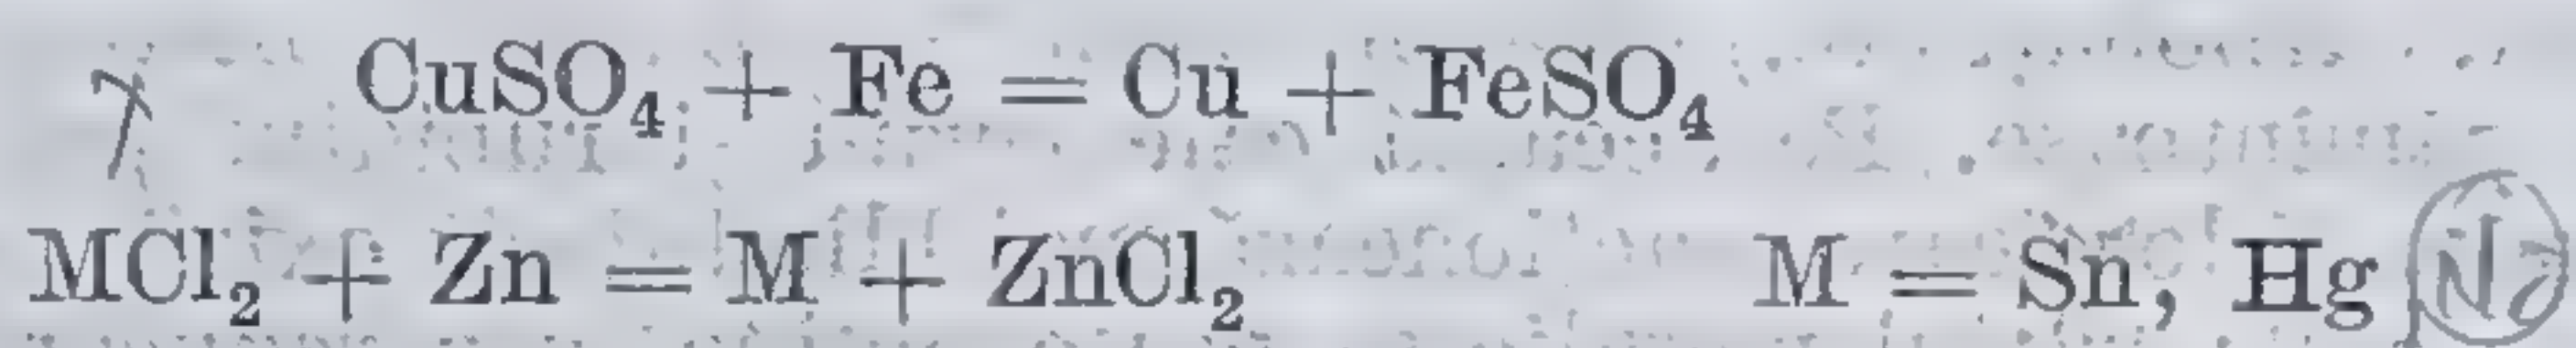 CuSO₄ + Fe = Cu + FeSO₄
MCl₂ + Zn = M + ZnCl₂ M = Sn, Hg